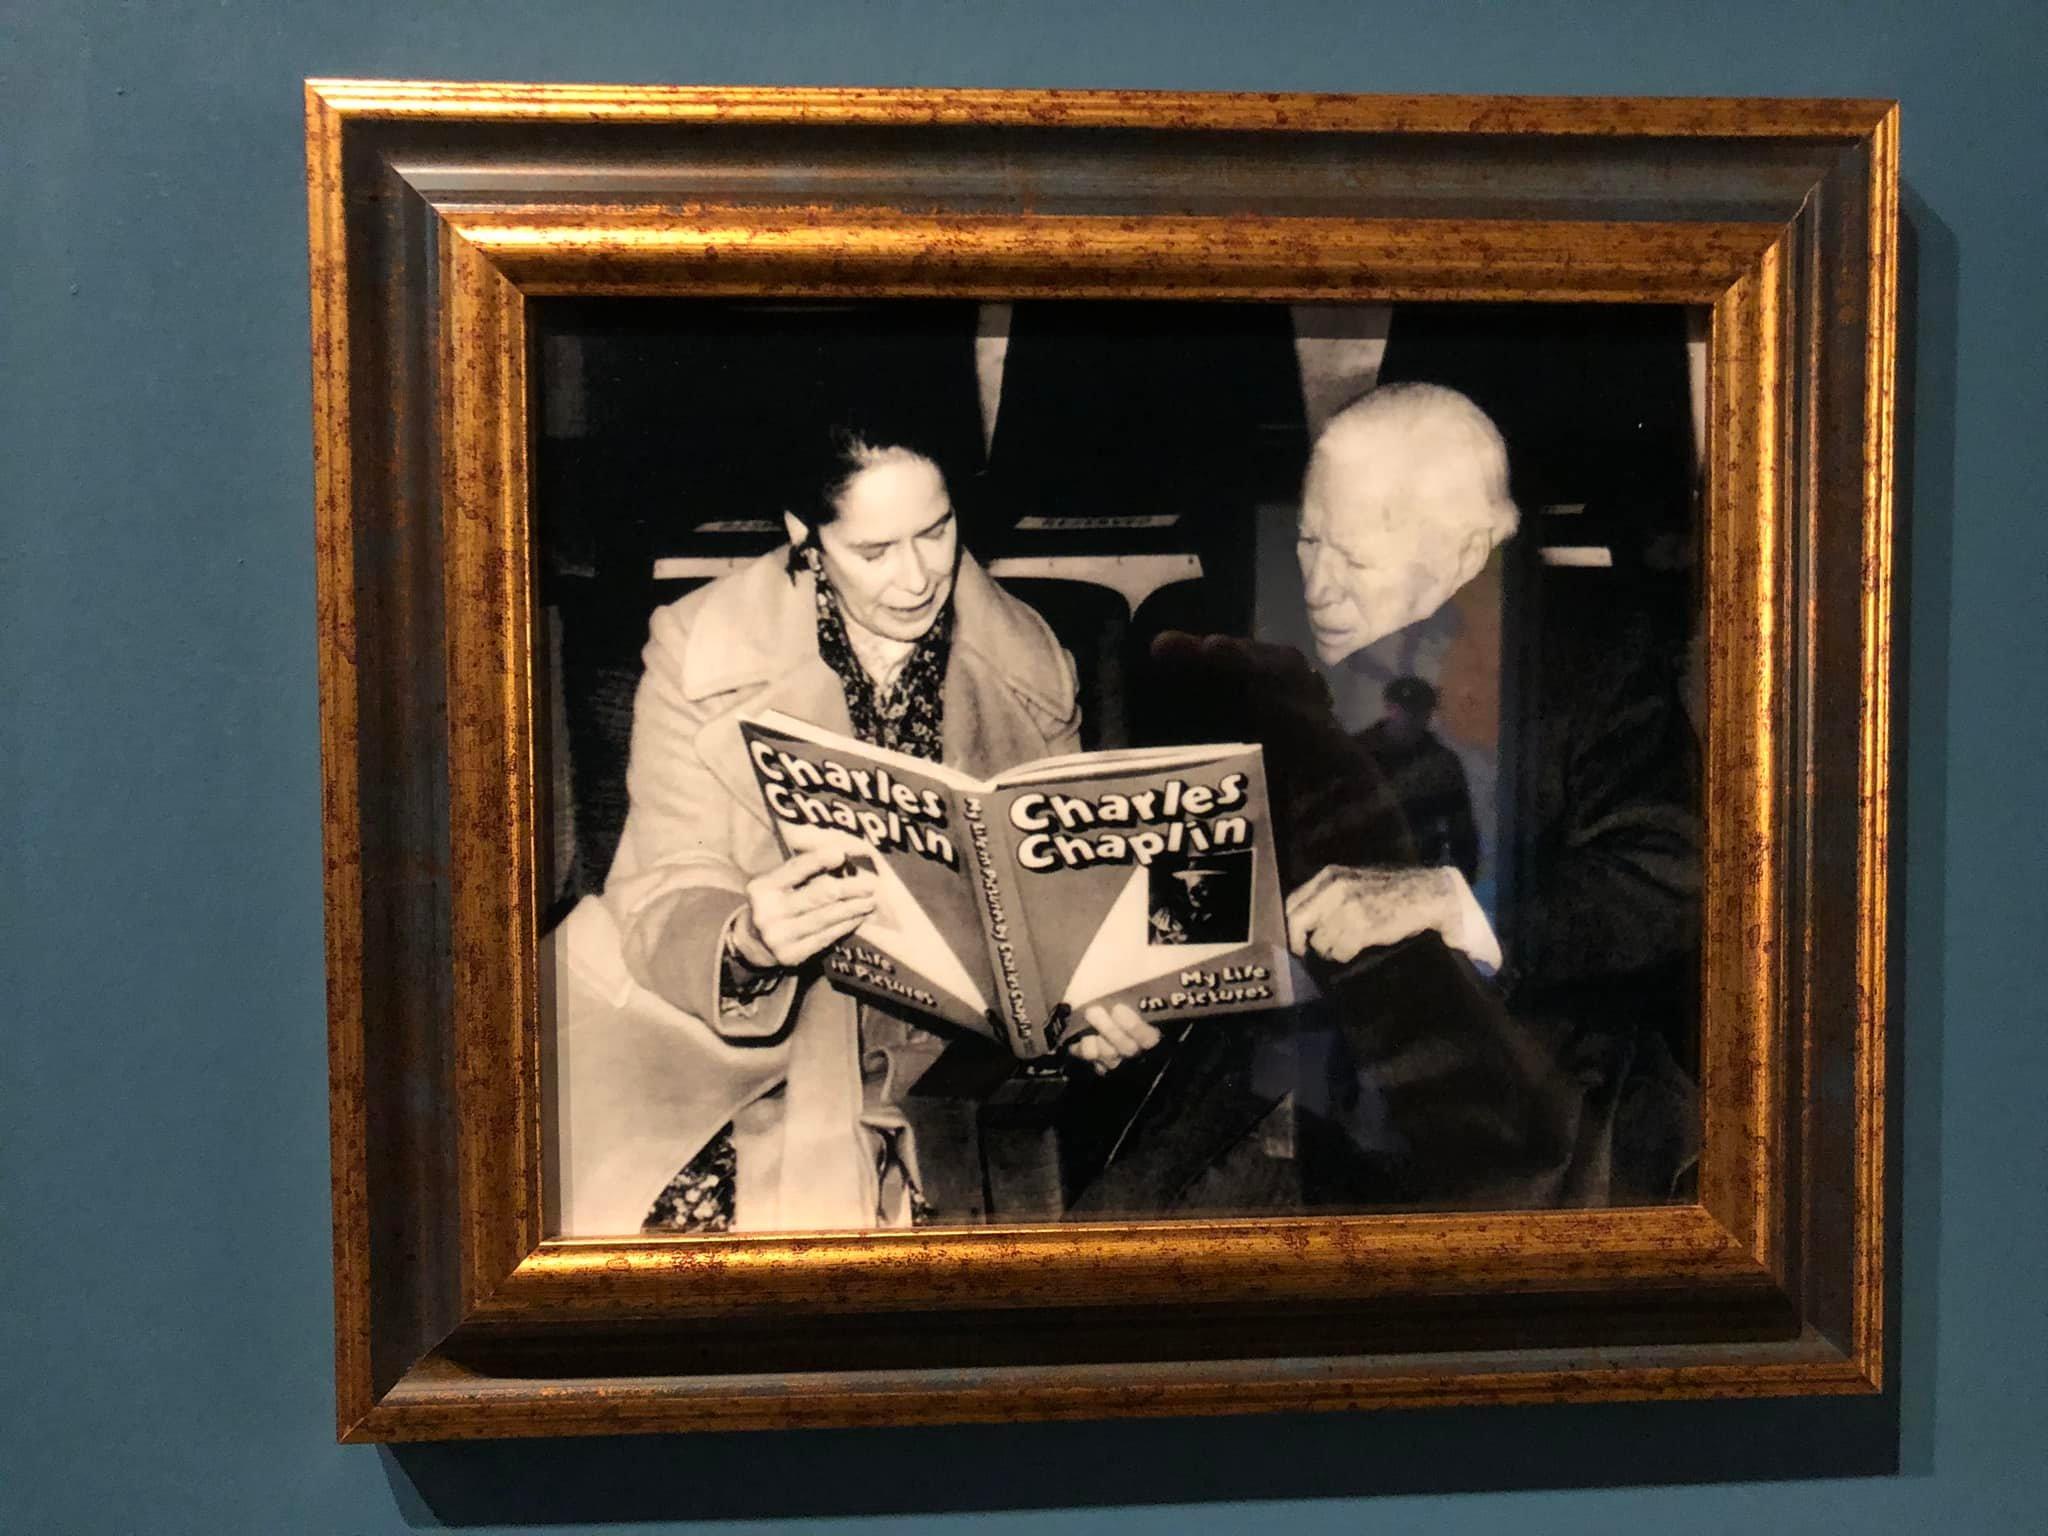 RESERVED
Charles
Chaplin
My Life
in Pictures
My Life in Pictures by Charles Chaplin
Charles
Chaplin
My Life
in Pictures